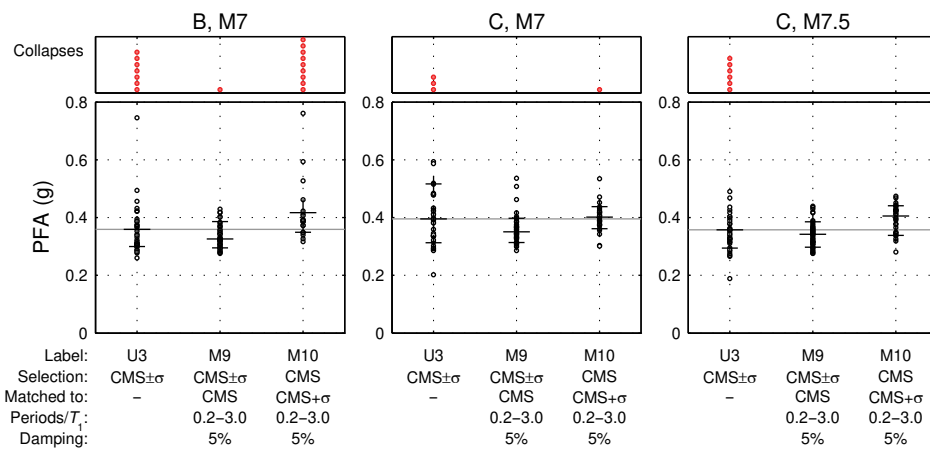 B, M7 C, M7 C, M7.5
Collapses
0.8 0.8 0.8
0.6 0.6 0.6
PFA (g)
0.4 0.4 0.4
0.2 0.2 0.2
0 0 0
Label: U3 M9 M10 U3 M9 M10 U3 M9 M10
Selection: CMS±σ CMS±σ CMS CMS±σ CMS±σ CMS CMS±σ CMS±σ CMS
Matched to: – CMS CMS+σ – CMS CMS+σ – CMS CMS+σ
Periods/T1: 0.2−3.0 0.2−3.0 0.2−3.0 0.2−3.0 0.2−3.0 0.2−3.0
Damping: 5% 5% 5% 5% 5% 5%